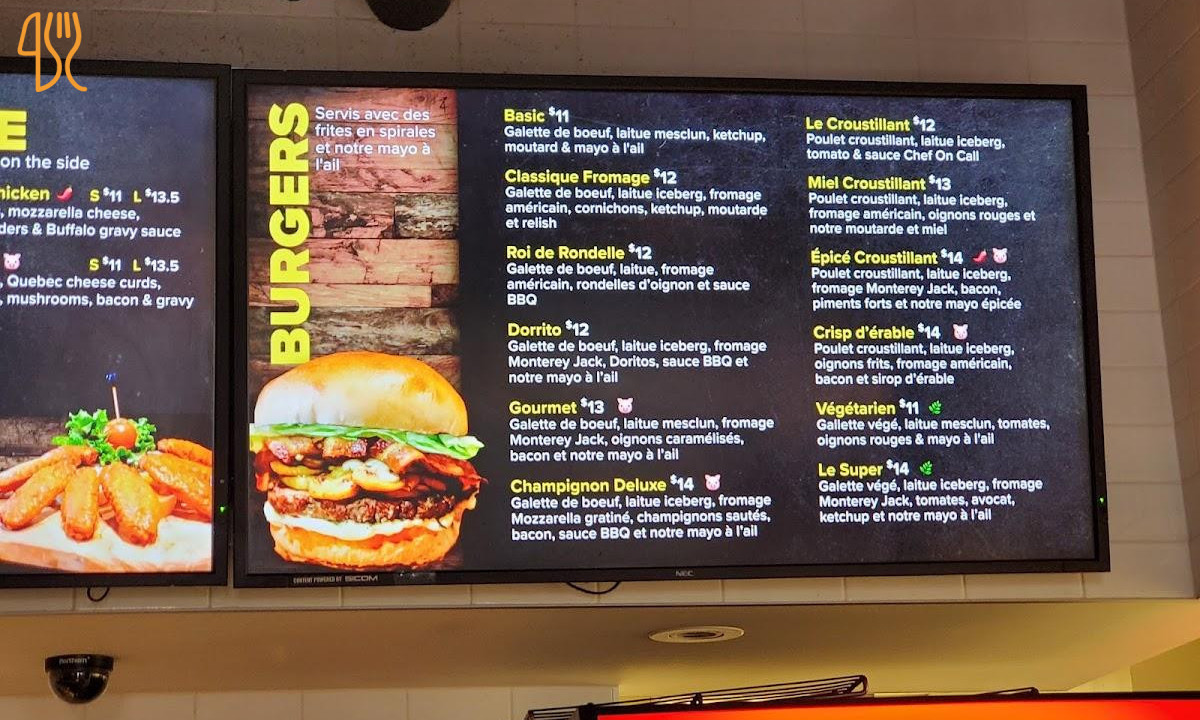 E
on the side
hicken S $11 L $13.5
, mozzarella cheese,
ders & Buffalo gravy sauce
S $11 L $13.5
, Quebec cheese curds,
, mushrooms, bacon & gravy
BURGERS
Servis avec des
frites en spirales
et notre mayo à
l'ail
Basic $11
Galette de boeuf, laitue mesclun, ketchup,
moutard & mayo à l'ail
Classique Fromage $12
Galette de boeuf, laitue iceberg, fromage
américain, cornichons, ketchup, moutarde
et relish
Roi de Rondelle $12
Galette de boeuf, laitue, fromage
américain, rondelles d'oignon et sauce
BBQ
Dorrito $12
Galette de boeuf, laitue iceberg, fromage
Monterey Jack, Doritos, sauce BBQ et
notre mayo à l'ail
Gourmet $13
Galette de boeuf, laitue mesclun, fromage
Monterey Jack, oignons caramélisés,
bacon et notre mayo à l'ail
Champignon Deluxe $14
Galette de boeuf, laitue iceberg, fromage
Mozzarella gratiné, champignons sautés,
bacon, sauce BBQ et notre mayo à l'ail
Le Croustillant $12
Poulet croustillant, laitue iceberg,
tomato & sauce Chef On Call
Miel Croustillant $13
Poulet croustillant, laitue iceberg,
fromage américain, oignons rouges et
notre moutarde et miel
Épicé Croustillant $14
Poulet croustillant, laitue iceberg,
fromage Monterey Jack, bacon,
piments forts et notre mayo épicée
Crisp d'érable $14
Poulet croustillant, laitue iceberg,
oignons frits, fromage américain,
bacon et sirop d'érable
Végétarien $11
Gallette végé, laitue mesclun, tomates,
oignons rouges & mayo à l'ail
Le Super $14
Galette végé, laitue iceberg, fromage
Monterey Jack, tomates, avocat,
ketchup et notre mayo à l'ail
CONTENT POWERED BY SICOM
NEC